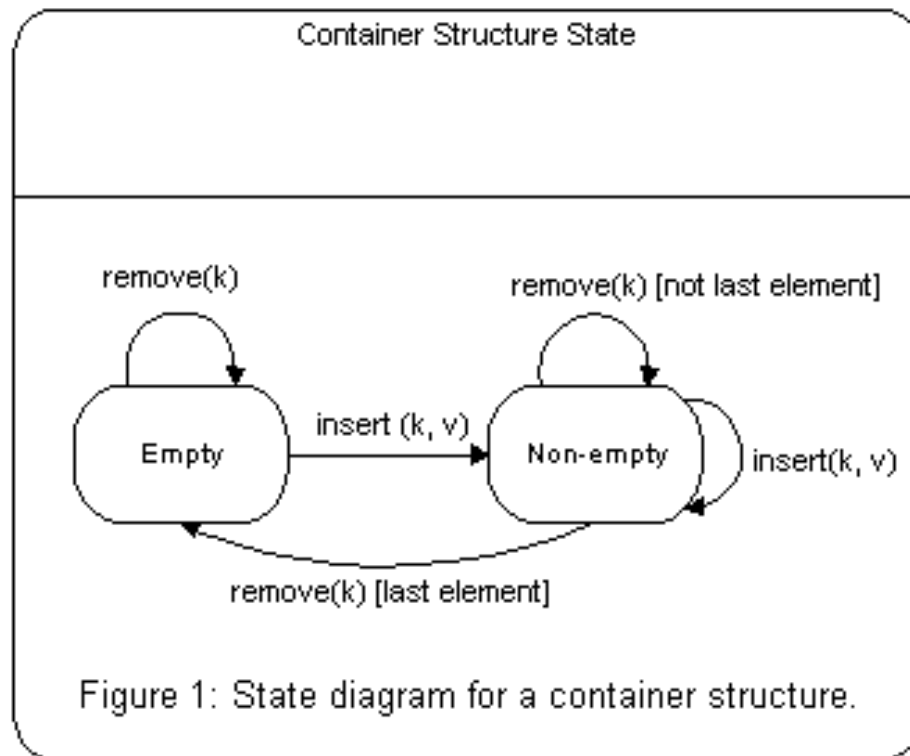 Container Structure State
remove(k)
remove(k) [not last element]
Empty
insert (k, v)
Non-empty
insert(k, v)
remove(k) [last element]
Figure 1: State diagram for a container structure.